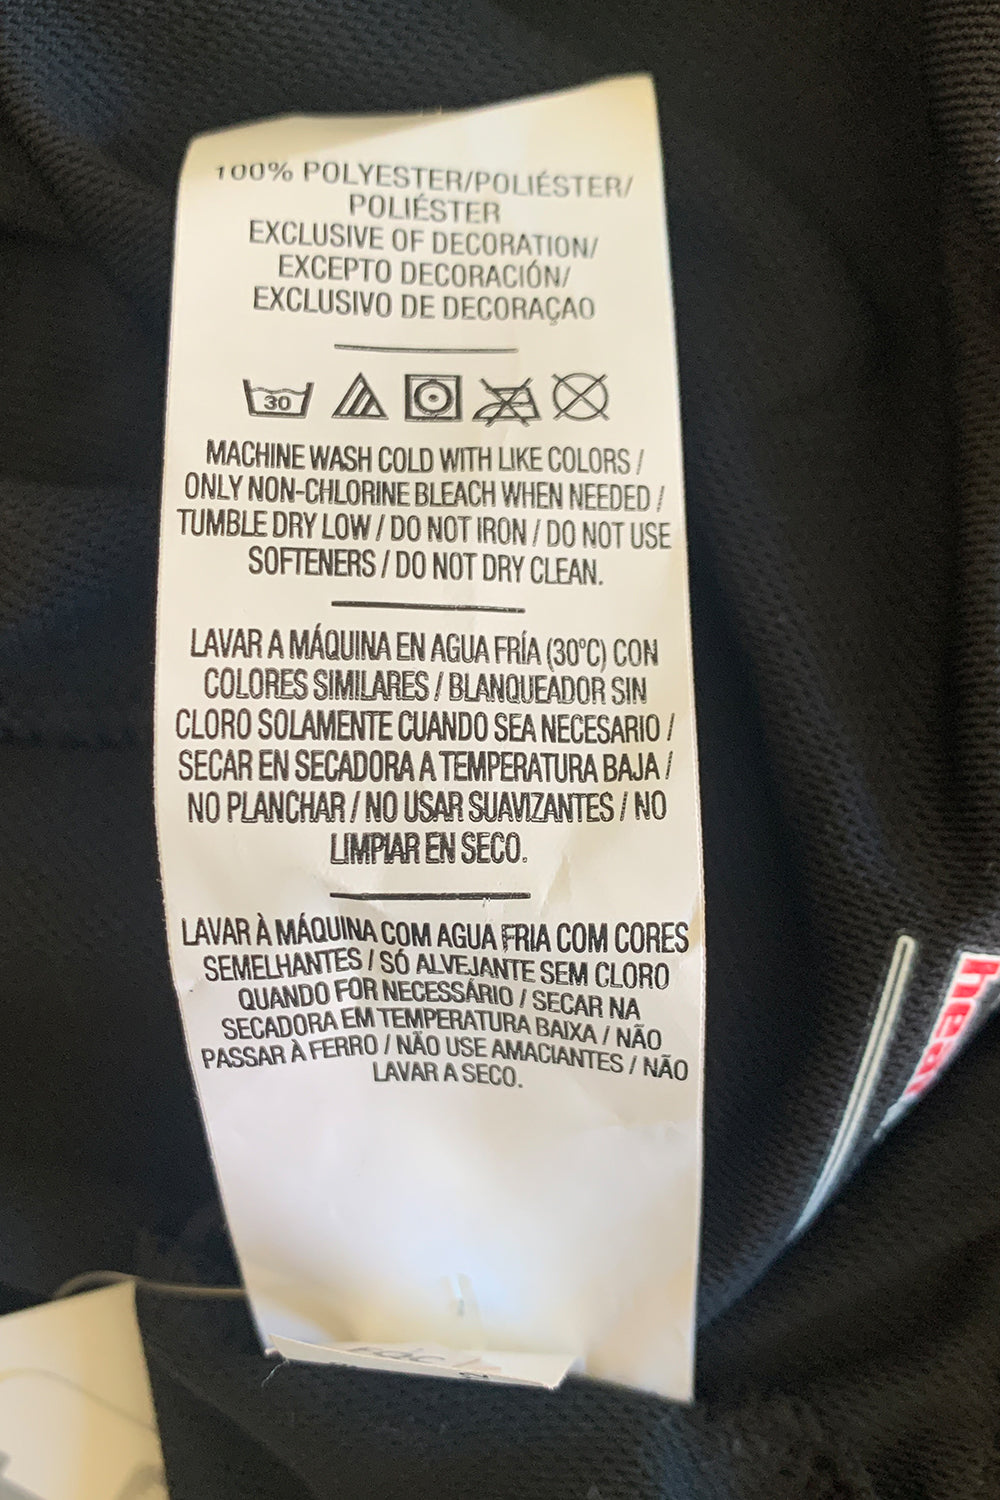 100% POLYESTER/POLIÉSTER/
POLIÉSTER
EXCLUSIVE OF DECORATION/
EXCEPTO DECORACIÓN/
EXCLUSIVO DE DECORAÇAO
30
MACHINE WASH COLD WITH LIKE COLORS /
ONLY NON-CHLORINE BLEACH WHEN NEEDED /
TUMBLE DRY LOW / DO NOT IRON / DO NOT USE
SOFTENERS / DO NOT DRY CLEAN.
LAVAR A MÁQUINA EN AGUA FRÍA (30°C) CON
COLORES SIMILARES / BLANQUEADOR SIN
CLORO SOLAMENTE CUANDO SEA NECESARIO /
SECAR EN SECADORA A TEMPERATURA BAJA /
NO PLANCHAR / NO USAR SUAVIZANTES / NO
LIMPIAR EN SECO.
LAVAR À MÁQUINA COM AGUA FRIA COM CORES
SEMELHANTES / SÓ ALVEJANTE SEM CLORO
QUANDO FOR NECESSÁRIO / SECAR NA
SECADORA EM TEMPERATURA BAIXA / NÃO
PASSAR À FERRO / NÃO USE AMACIANTES / NÃO
LAVAR A SECO.